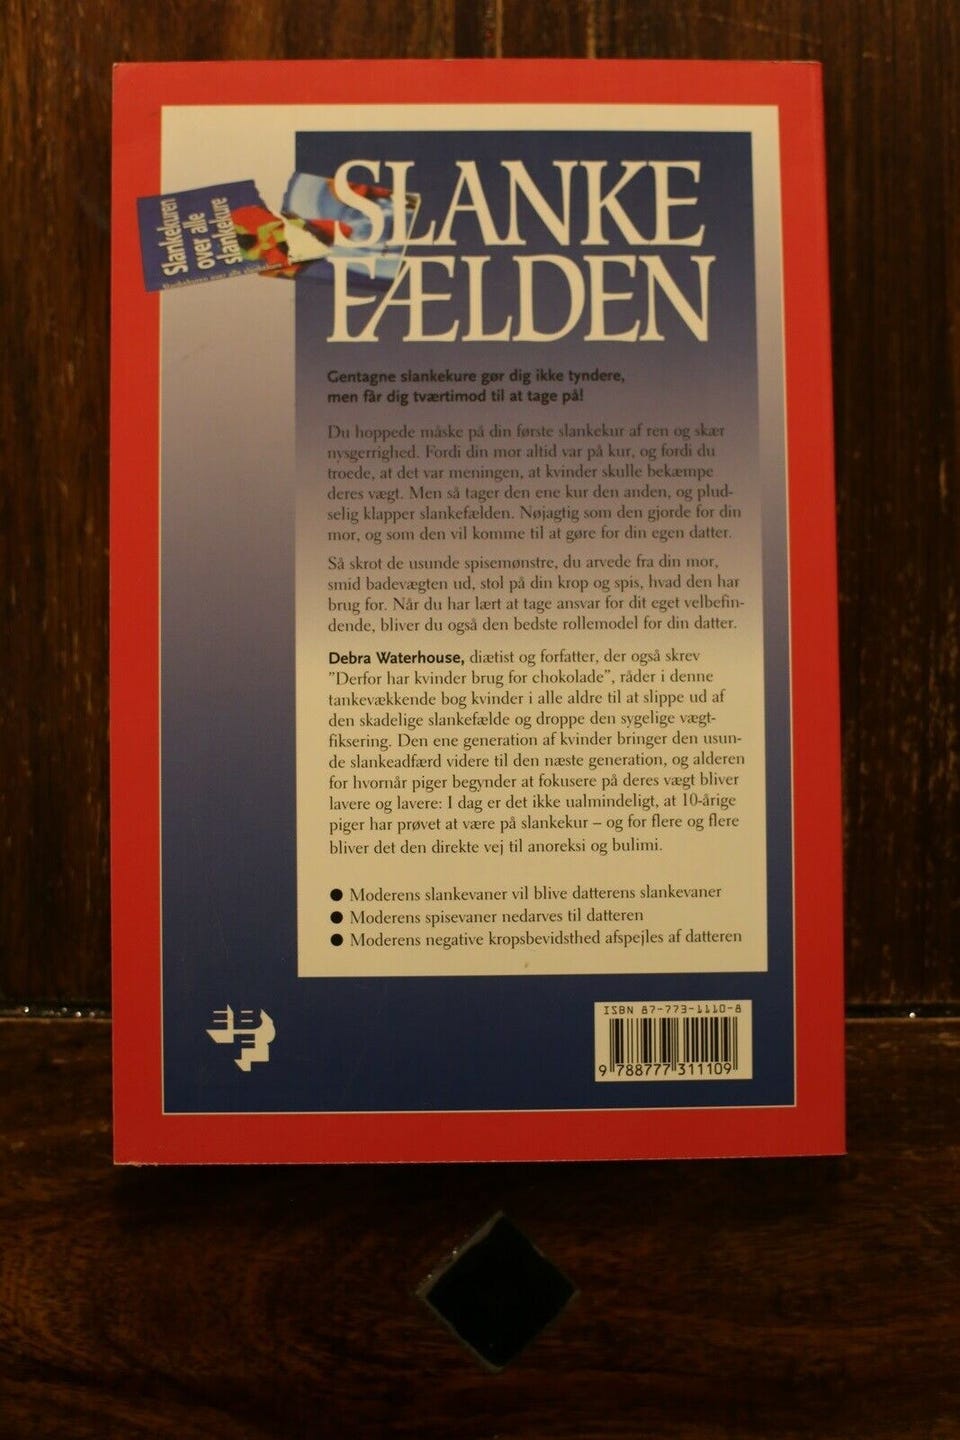 Slankekuren
over alle
slankekure
SLANKE
FÆLDEN
Gentagne slankekure gør dig ikke tyndere,
men får dig tværtimod til at tage på!
Du hoppede måske på din første slankekur af ren og skær
nysgerrighed. Fordi din mor altid var på kur, og fordi du
troede, at det var meningen, at kvinder skulle bekæmpe
deres vægt. Men så tager den ene kur den anden, og plud-
selig klapper slankefælden. Nøjagtig som den gjorde for din
mor, og som den vil komme til at gøre for din egen datter.
Så skrot de usunde spisemønstre, du arvede fra din mor,
smid badevægten ud, stol på din krop og spis, hvad den har
brug for. Når du har lært at tage ansvar for dit eget velbefin-
dende, bliver du også den bedste rollemodel for din datter.
Debra Waterhouse, diætist og forfatter, der også skrev
"Derfor har kvinder brug for chokolade", råder i denne
tankevækkende bog kvinder i alle aldre til at slippe ud af
den skadelige slankefælde og droppe den sygelige vægt-
fiksering. Den ene generation af kvinder bringer den usun-
de slankeadfærd videre til den næste generation, og alderen
for hvornår piger begynder at fokusere på deres vægt bliver
lavere og lavere: I dag er det ikke ualmindeligt, at 10-årige
piger har prøvet at være på slankekur – og for flere og flere
bliver det den direkte vej til anoreksi og bulimi.
● Moderens slankevaner vil blive datterens slankevaner
● Moderens spisevaner nedarves til datteren
● Moderens negative kropsbevidsthed afspejles af datteren
ISBN 87-773-1110-8
9 788777 311109